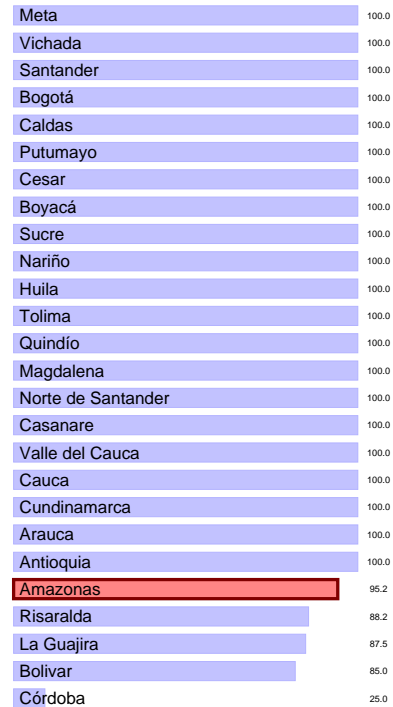 Meta 100.0
Vichada 100.0
Santander 100.0
Bogotá 100.0
Caldas 100.0
Putumayo 100.0
Cesar 100.0
Boyacá 100.0
Sucre 100.0
Nariño 100.0
Huila 100.0
Tolima 100.0
Quindío 100.0
Magdalena 100.0
Norte de Santander 100.0
Casanare 100.0
Valle del Cauca 100.0
Cauca 100.0
Cundinamarca 100.0
Arauca 100.0
Antioquia 100.0
Amazonas 95.2
Risaralda 88.2
La Guajira 87.5
Bolivar 85.0
Córdoba 25.0